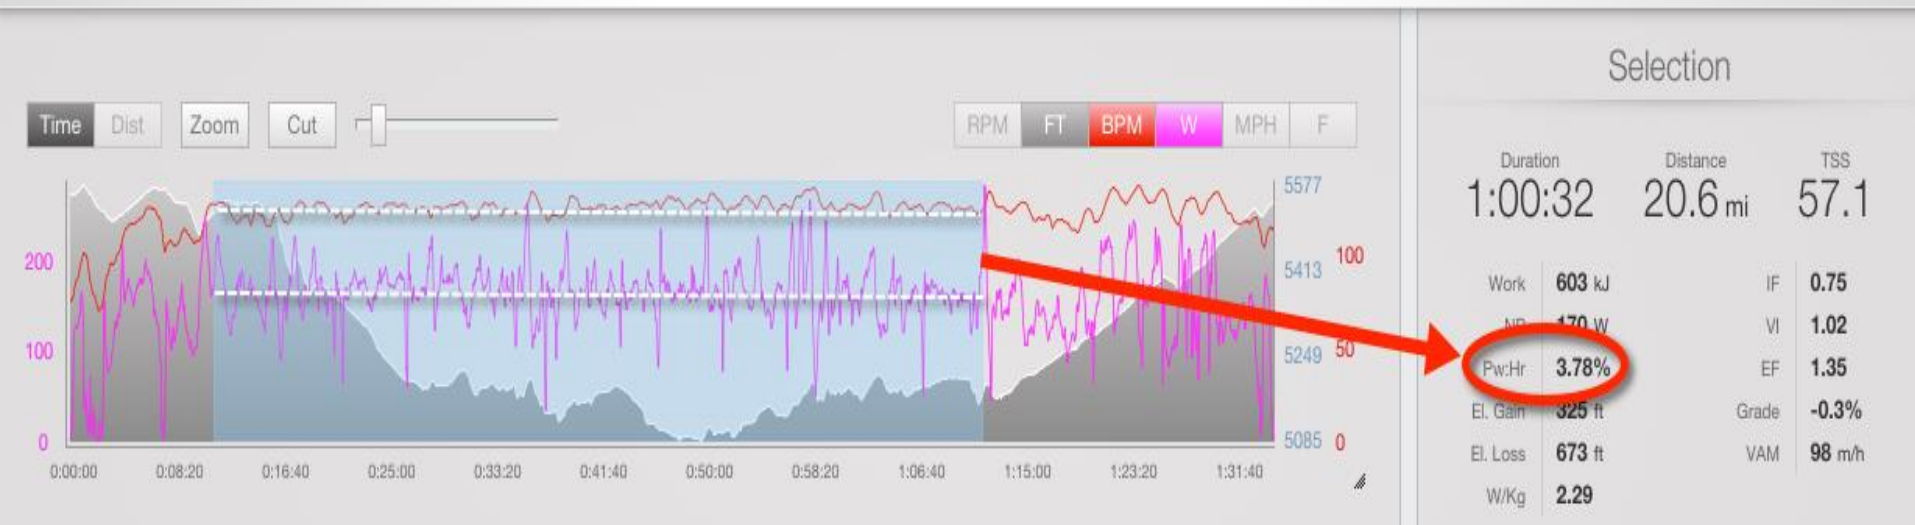 Selection
Time Dist Zoom Cut RPM FT BPM W MPH F
Duration Distance TSS
1:00:32 20.6 mi 57.1
5577
200 5413 100
100 5249 50
0 5085 0
0:00:00 0:08:20 0:16:40 0:25:00 0:33:20 0:41:40 0:50:00 0:58:20 1:06:40 1:15:00 1:23:20 1:31:40
Work 603 kJ IF 0.75
NP 170 W VI 1.02
Pw:Hr 3.78% EF 1.35
El. Gain 325 ft Grade -0.3%
El. Loss 673 ft VAM 98 m/h
W/Kg 2.29